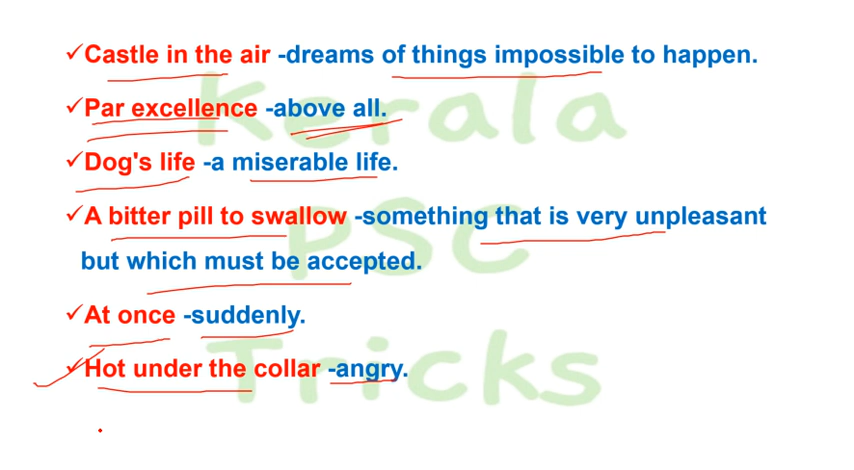 ✓Castle in the air -dreams of things impossible to happen.
✓Par excellence -above all.
✓Dog's life -a miserable life.
✓A bitter pill to swallow -something that is very unpleasant
but which must be accepted.
✓At once -suddenly.
✓Hot under the collar -angry.
Kerala
PSC
Tricks